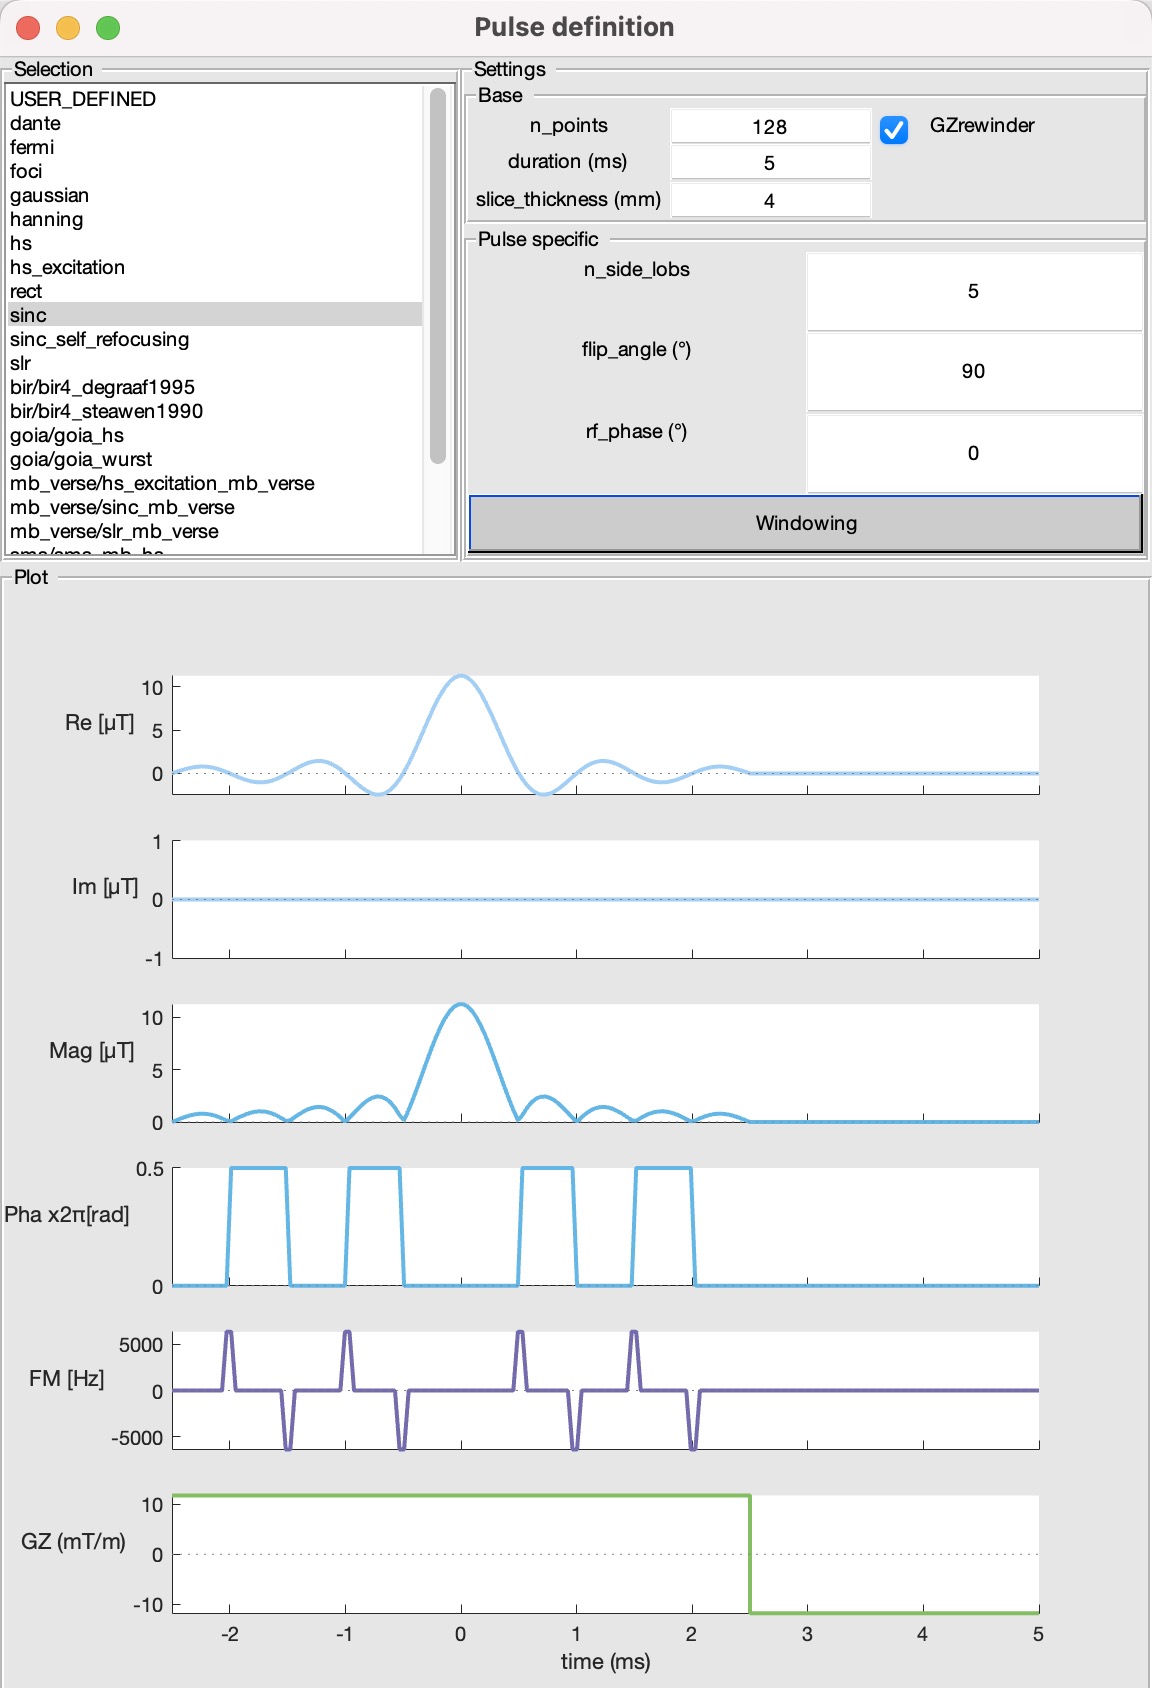 Pulse definition
Selection
USER_DEFINED
dante
fermi
foci
gaussian
hanning
hs
hs_excitation
rect
sinc
sinc_self_refocusing
slr
bir/bir4_degraaf1995
bir/bir4_steawen1990
goia/goia_hs
goia/goia_wurst
mb_verse/hs_excitation_mb_verse
mb_verse/sinc_mb_verse
mb_verse/slr_mb_verse
Settings
Base
n_points 128 GZrewinder
duration (ms) 5
slice_thickness (mm) 4
Pulse specific
n_side_lobs 5
flip_angle (°) 90
rf_phase (°) 0
Windowing
Plot
10
Re [µT] 5
0
1
Im [µT] 0
-1
10
Mag [µT] 5
0
0.5
Pha x2π[rad]
0
5000
FM [Hz] 0
-5000
10
GZ (mT/m) 0
-10
-2 -1 0 1 2 3 4 5
time (ms)